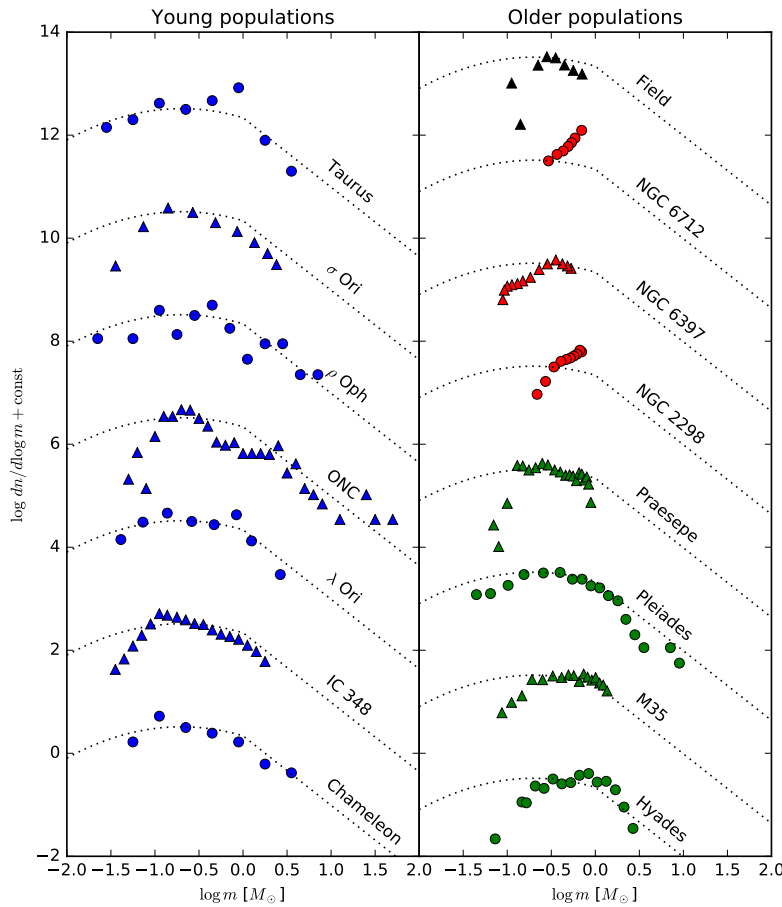 Young populations
Older populations
14
12
10
8
6
4
2
0
−2
log dn/dlog m + const
Taurus
σ Ori
ρ Oph
ONC
λ Ori
IC 348
Chameleon
Field
NGC 6712
NGC 6397
NGC 2298
Praesepe
Pleiades
M35
Hyades
−2.0 −1.5 −1.0 −0.5 0.0 0.5 1.0 1.5 2.0
−1.5 −1.0 −0.5 0.0 0.5 1.0 1.5 2.0
log m [M⊙]
log m [M⊙]